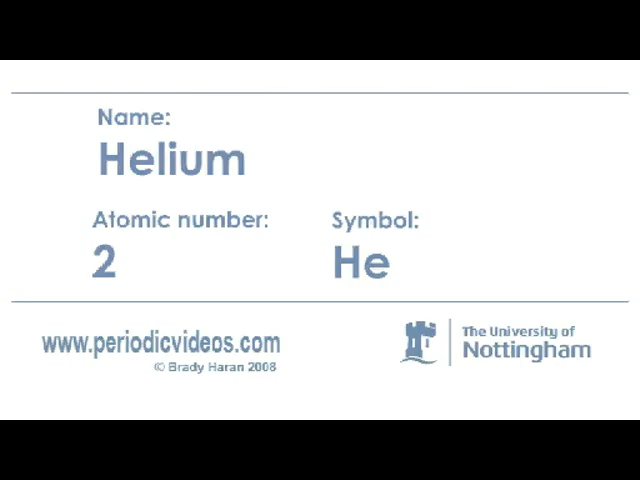 Name:
Helium
Atomic number:
2
Symbol:
He
www.periodicvideos.com
© Brady Haran 2008
The University of
Nottingham